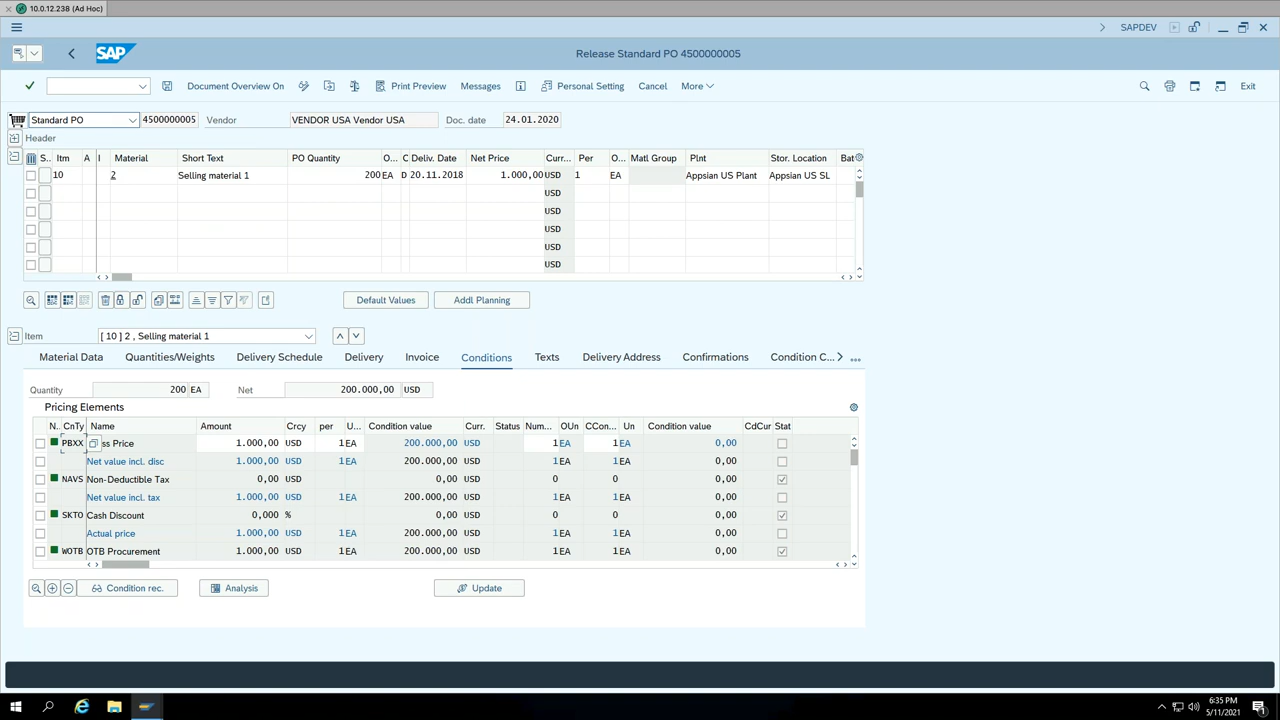 10.0.12.238 (Ad Hoc)
SAPDEV
SAP Release Standard PO 4500000005
Document Overview On Print Preview Messages Personal Setting Cancel More Exit
Standard PO 4500000005 Vendor VENDOR USA Vendor USA Doc. date 24.01.2020
Header
S.. Itm A I Material Short Text PO Quantity O... C Deliv. Date Net Price Curr... Per O... Matl Group Plnt Stor. Location Bat
10 2 Selling material 1 200 EA D 20.11.2018 1.000,00 USD 1 EA Appsian US Plant Appsian US SL
USD
USD
USD
USD
USD
Default Values Addl Planning
Item [ 10 ] 2 , Selling material 1
Material Data Quantities/Weights Delivery Schedule Delivery Invoice Conditions Texts Delivery Address Confirmations Condition C... ...
Quantity 200 EA Net 200.000,00 USD
Pricing Elements
N.. CnTy Name Amount Crcy per U... Condition value Curr. Status Num... OUn CCon... Un Condition value CdCur Stat
PBXX ss Price 1.000,00 USD 1 EA 200.000,00 USD 1 EA 1 EA 0,00
Net value incl. disc 1.000,00 USD 1 EA 200.000,00 USD 1 EA 1 EA 0,00
NAVS Non-Deductible Tax 0,00 USD 0,00 USD 0 0 0,00
Net value incl. tax 1.000,00 USD 1 EA 200.000,00 USD 1 EA 1 EA 0,00
SKTO Cash Discount 0,000 % 0,00 USD 0 0 0,00
Actual price 1.000,00 USD 1 EA 200.000,00 USD 1 EA 1 EA 0,00
WOTB OTB Procurement 1.000,00 USD 1 EA 200.000,00 USD 1 EA 1 EA 0,00
Condition rec. Analysis Update
6:35 PM
5/11/2021
1